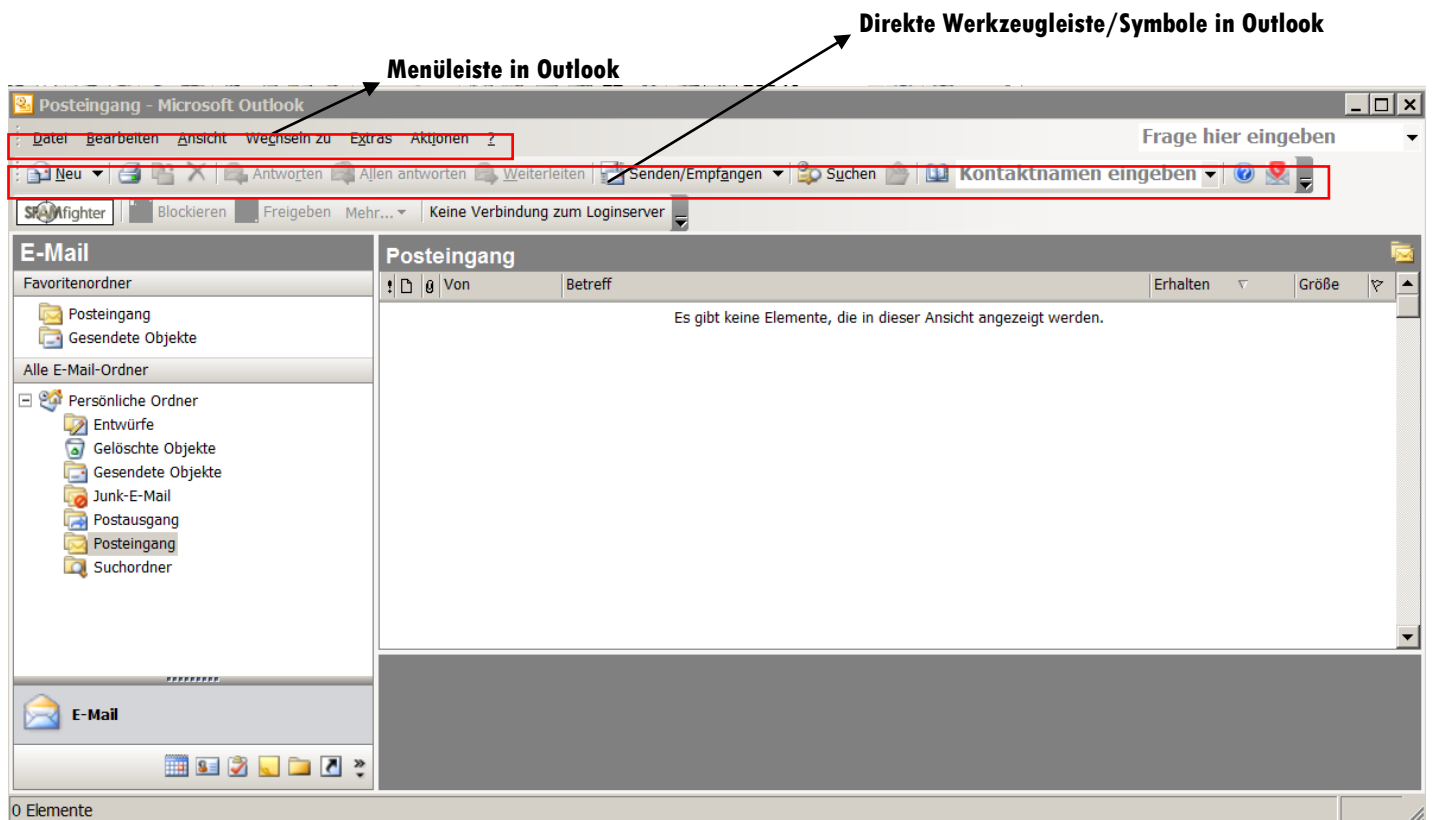 Direkte Werkzeugleiste/Symbole in Outlook
Menüleiste in Outlook
Posteingang - Microsoft Outlook
Datei Bearbeiten Ansicht Wechseln zu Extras Aktionen ? Frage hier eingeben
Neu Antworten Allen antworten Weiterleiten Senden/Empfangen Suchen Kontaktnamen eingeben
SPAMfighter Blockieren Freigeben Mehr... Keine Verbindung zum Loginserver
E-Mail
Favoritenordner
Posteingang
Gesendete Objekte
Alle E-Mail-Ordner
Persönliche Ordner
Entwürfe
Gelöschte Objekte
Gesendete Objekte
Junk-E-Mail
Postausgang
Posteingang
Suchordner
E-Mail
Posteingang
Von Betreff Erhalten Größe
Es gibt keine Elemente, die in dieser Ansicht angezeigt werden.
0 Elemente